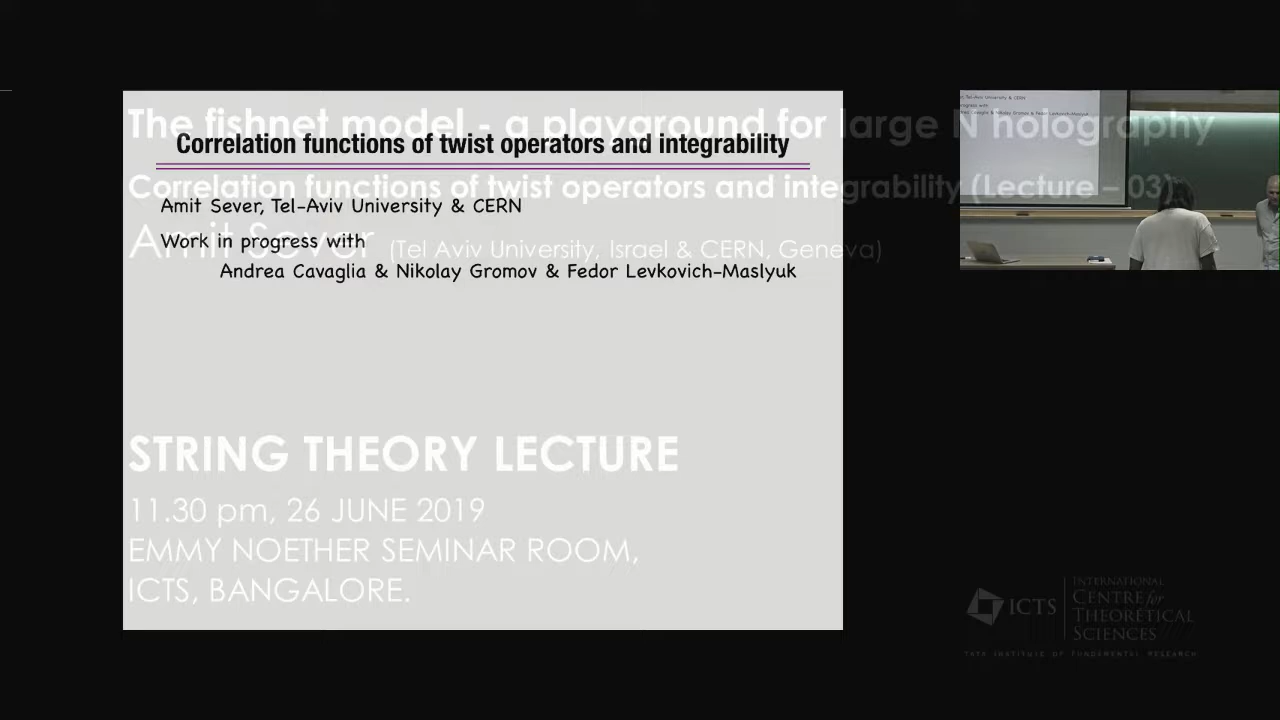 The fishnet model - a playaround for large N holography
Correlation functions of twist operators and integrability
Correlation functions of twist operators and integrability (Lecture – 03)
Amit Sever, Tel-Aviv University & CERN
Amit Sever (Tel Aviv University, Israel & CERN, Geneva)
Work in progress with
Andrea Cavaglia & Nikolay Gromov & Fedor Levkovich-Maslyuk
STRING THEORY LECTURE
11.30 pm, 26 JUNE 2019
EMMY NOETHER SEMINAR ROOM,
ICTS, BANGALORE.
ICTS
INTERNATIONAL
CENTRE for
THEORETICAL
SCIENCES
TATA INSTITUTE OF FUNDAMENTAL RESEARCH